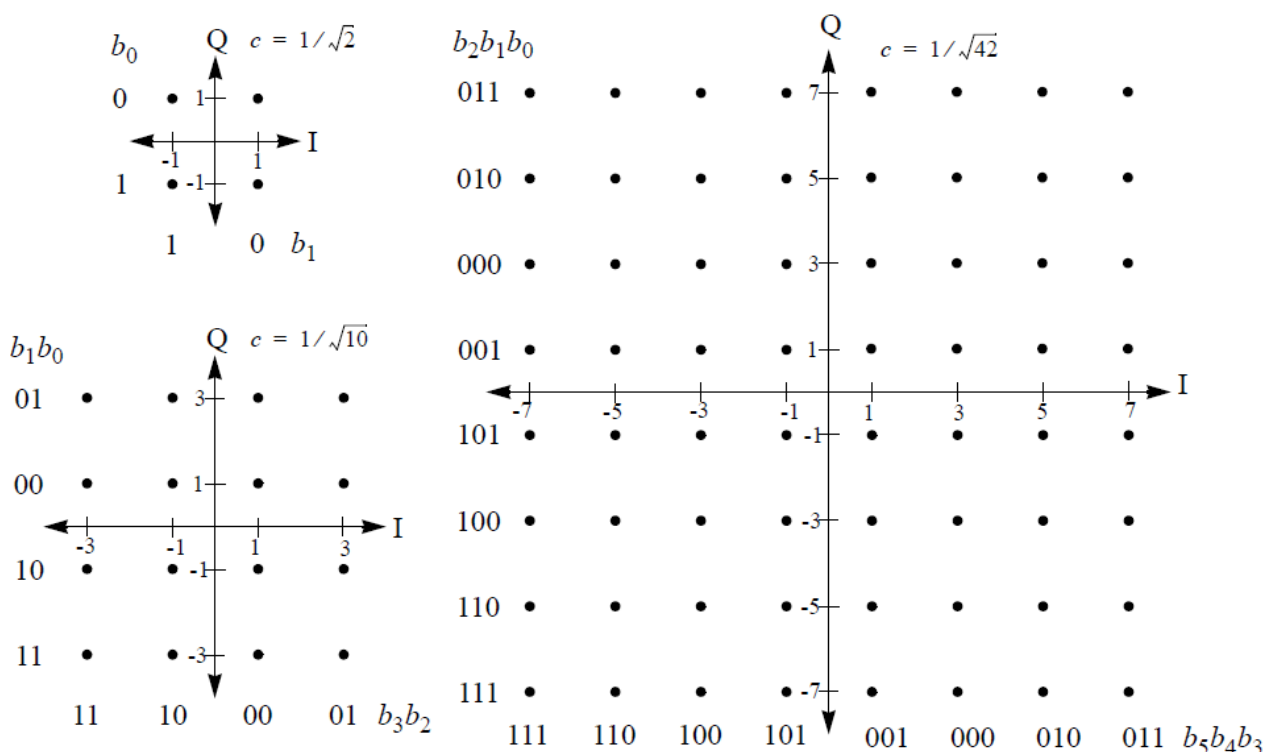 b₀ Q c = 1/√2
0 1
-1 1 I
1 -1
1 0 b₁
b₁b₀ Q c = 1/√10
01 3
00 1
-3 -1 1 3 I
10 -1
11 -3
11 10 00 01 b₃b₂
b₂b₁b₀ Q c = 1/√42
011 7
010 5
000 3
001 1
-7 -5 -3 -1 1 3 5 7 I
101 -1
100 -3
110 -5
111 -7
111 110 100 101 001 000 010 011 b₅b₄b₃